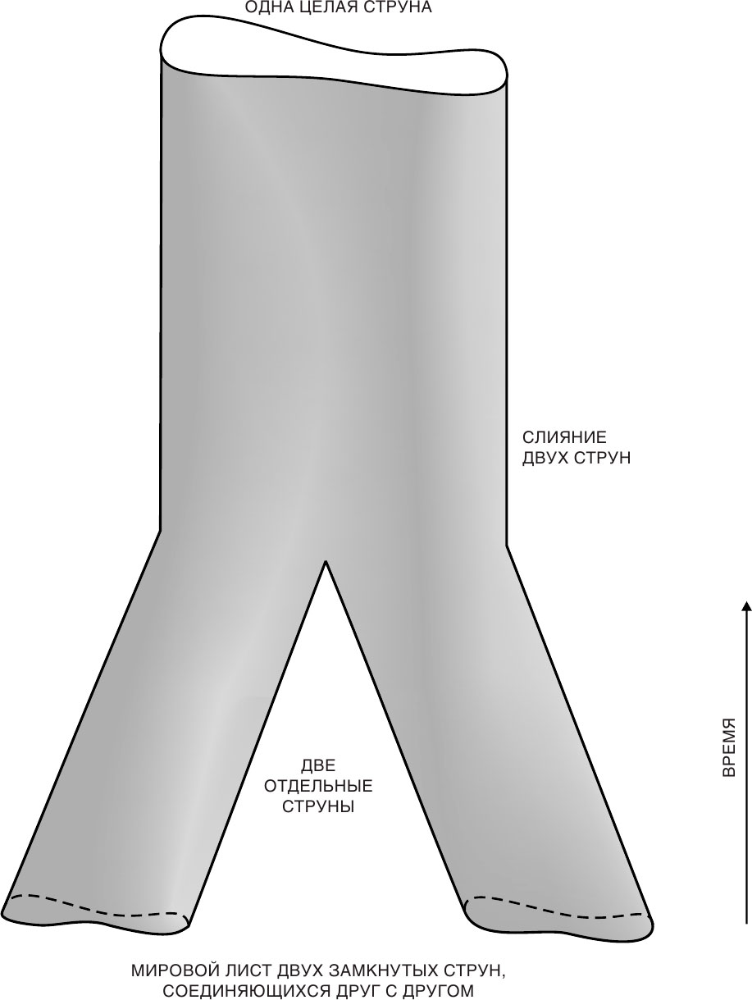 ОДНА ЦЕЛАЯ СТРУНА
СЛИЯНИЕ
ДВУХ СТРУН
ДВЕ
ОТДЕЛЬНЫЕ
СТРУНЫ
ВРЕМЯ
МИРОВОЙ ЛИСТ ДВУХ ЗАМКНУТЫХ СТРУН,
СОЕДИНЯЮЩИХСЯ ДРУГ С ДРУГОМ